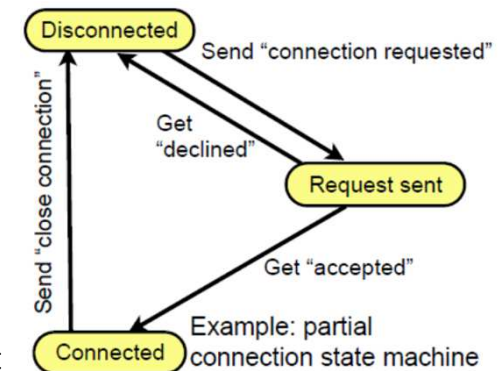 Disconnected
Send “connection requested”
Get
“declined”
Send “close connection”
Request sent
Get “accepted”
Example: partial
Connected
connection state machine